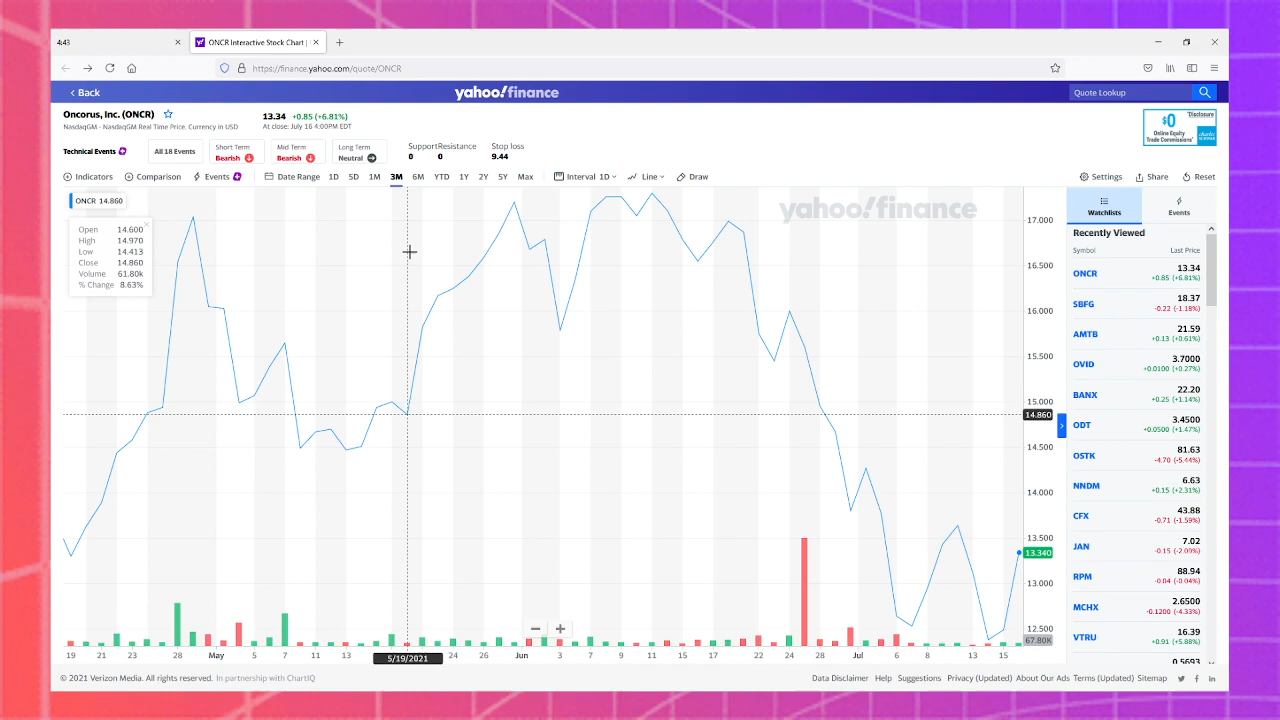 4:43
ONCR Interactive Stock Chart |
https://finance.yahoo.com/quote/ONCR
Back
yahoo!finance
Quote Lookup
Oncorus, Inc. (ONCR)
NasdaqGM - NasdaqGM Real Time Price. Currency in USD
13.34 +0.85 (+6.81%)
At close: July 16 4:00PM EDT
$0
Disclosure
Online Equity
Trade Commissions*
charles
SCHWAB
Technical Events
All 18 Events
Short Term
Bearish
Mid Term
Bearish
Long Term
Neutral
Support Resistance
0 0
Stop loss
9.44
Indicators Comparison Events Date Range 1D 5D 1M 3M 6M YTD 1Y 2Y 5Y Max Interval 1D Line Draw Settings Share Reset
ONCR 14.860
Open 14.600
High 14.970
Low 14.413
Close 14.860
Volume 61.80k
% Change 8.63%
yahoo!finance
17.000
16.500
16.000
15.500
15.000
14.860
14.500
14.000
13.500
13.340
13.000
12.500
67.80K
19 21 23 28 May 5 7 11 13 5/19/2021 24 26 Jun 3 7 9 11 15 17 22 24 28 Jul 6 8 13 15
Watchlists
Events
Recently Viewed
Symbol Last Price
ONCR 13.34
+0.85 (+6.81%)
SBFG 18.37
-0.22 (-1.18%)
AMTB 21.59
+0.13 (+0.61%)
OVID 3.7000
+0.0100 (+0.27%)
BANX 22.20
+0.25 (+1.14%)
ODT 3.4500
+0.0500 (+1.47%)
OSTK 81.63
-4.70 (-5.44%)
NNDM 6.63
+0.15 (+2.31%)
CFX 43.88
-0.71 (-1.59%)
JAN 7.02
-0.15 (-2.09%)
RPM 88.94
-0.04 (-0.04%)
MCHX 2.6500
-0.1200 (-4.33%)
VTRU 16.39
+0.91 (+5.88%)
0.5693
© 2021 Verizon Media. All rights reserved. In partnership with ChartIQ
Data Disclaimer Help Suggestions Privacy (Updated) About Our Ads Terms (Updated) Sitemap